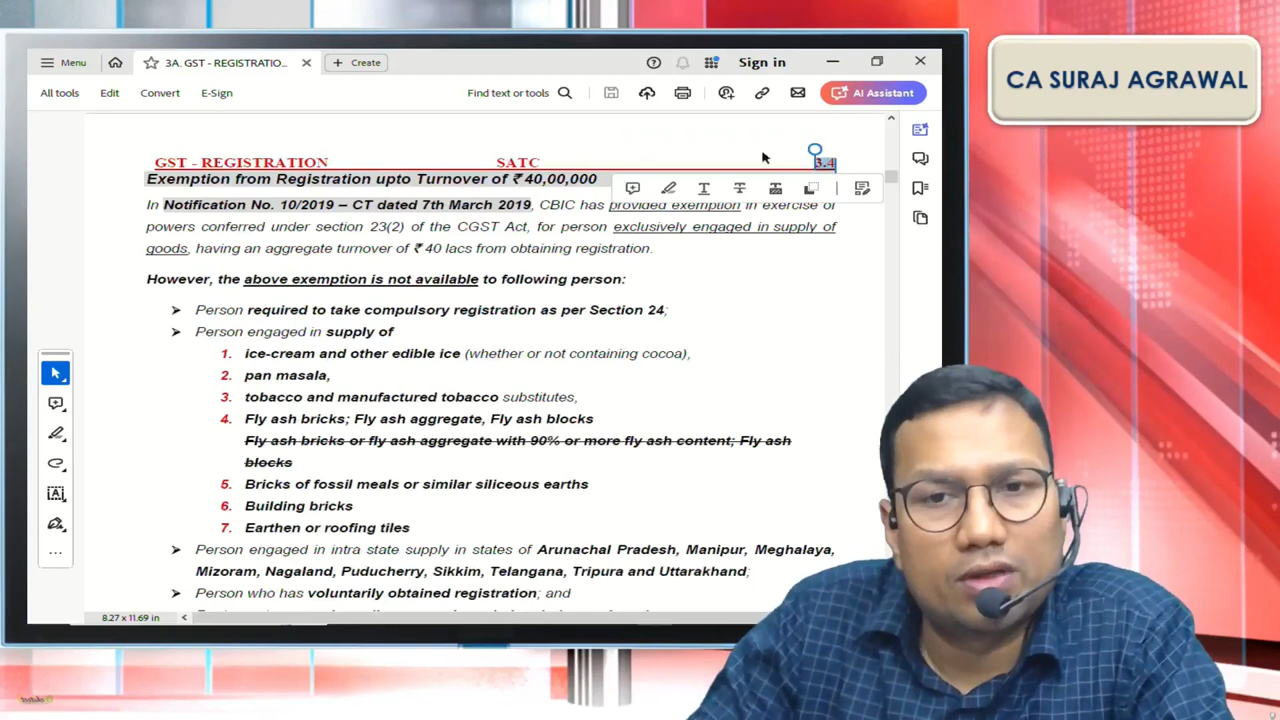 CA SURAJ AGRAWAL
Menu
3A. GST - REGISTRATIO...
Create
Sign in
All tools
Edit
Convert
E-Sign
Find text or tools
AI Assistant
GST - REGISTRATION SATC 3.4
Exemption from Registration upto Turnover of ₹ 40,00,000
In Notification No. 10/2019 – CT dated 7th March 2019, CBIC has provided exemption in exercise of
powers conferred under section 23(2) of the CGST Act, for person exclusively engaged in supply of
goods, having an aggregate turnover of ₹ 40 lacs from obtaining registration.
However, the above exemption is not available to following person:
➤ Person required to take compulsory registration as per Section 24;
➤ Person engaged in supply of
1. ice-cream and other edible ice (whether or not containing cocoa),
2. pan masala,
3. tobacco and manufactured tobacco substitutes,
4. Fly ash bricks; Fly ash aggregate, Fly ash blocks
Fly ash bricks or fly ash aggregate with 90% or more fly ash content; Fly ash
blocks
5. Bricks of fossil meals or similar siliceous earths
6. Building bricks
7. Earthen or roofing tiles
➤ Person engaged in intra state supply in states of Arunachal Pradesh, Manipur, Meghalaya,
Mizoram, Nagaland, Puducherry, Sikkim, Telangana, Tripura and Uttarakhand;
➤ Person who has voluntarily obtained registration; and
8.27 x 11.69 in